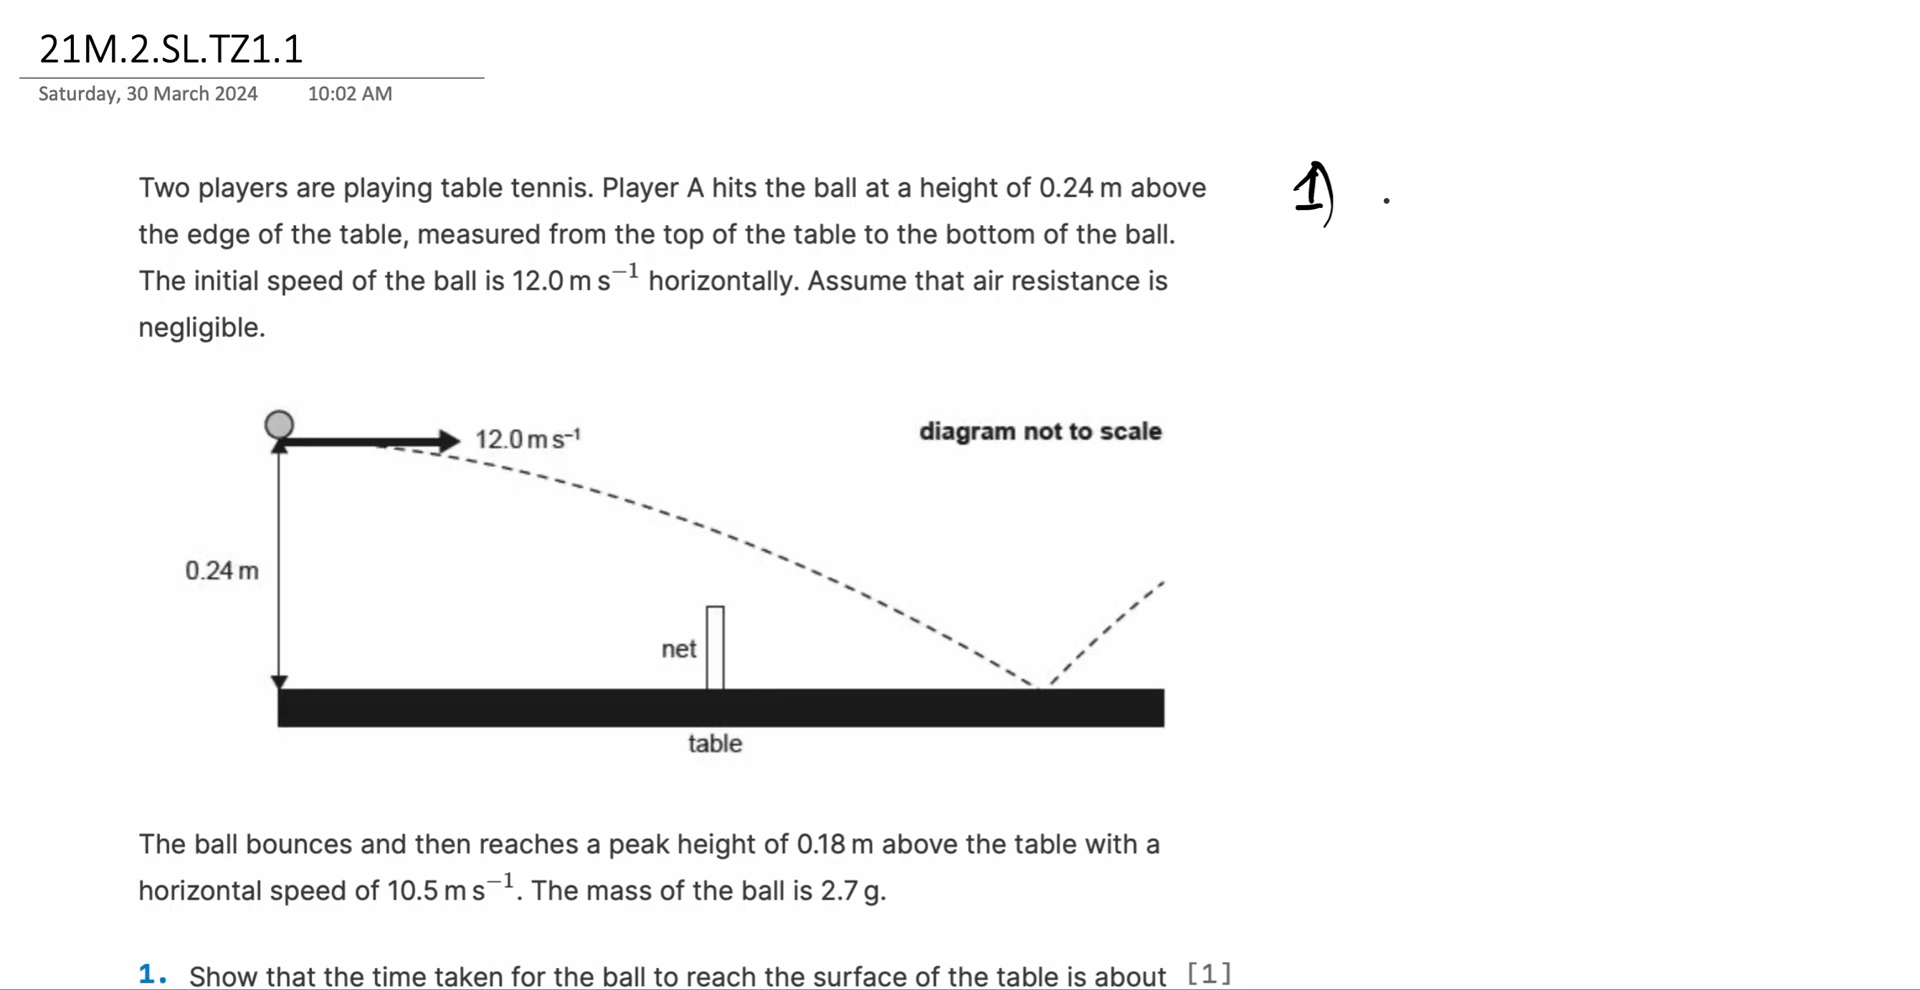 21M.2.SL.TZ1.1
Saturday, 30 March 2024 10:02 AM
Two players are playing table tennis. Player A hits the ball at a height of 0.24 m above
the edge of the table, measured from the top of the table to the bottom of the ball.
The initial speed of the ball is 12.0 m s⁻¹ horizontally. Assume that air resistance is
negligible.
1) .
12.0 m s⁻¹
diagram not to scale
0.24 m
net
table
The ball bounces and then reaches a peak height of 0.18 m above the table with a
horizontal speed of 10.5 m s⁻¹. The mass of the ball is 2.7 g.
1. Show that the time taken for the ball to reach the surface of the table is about [1]